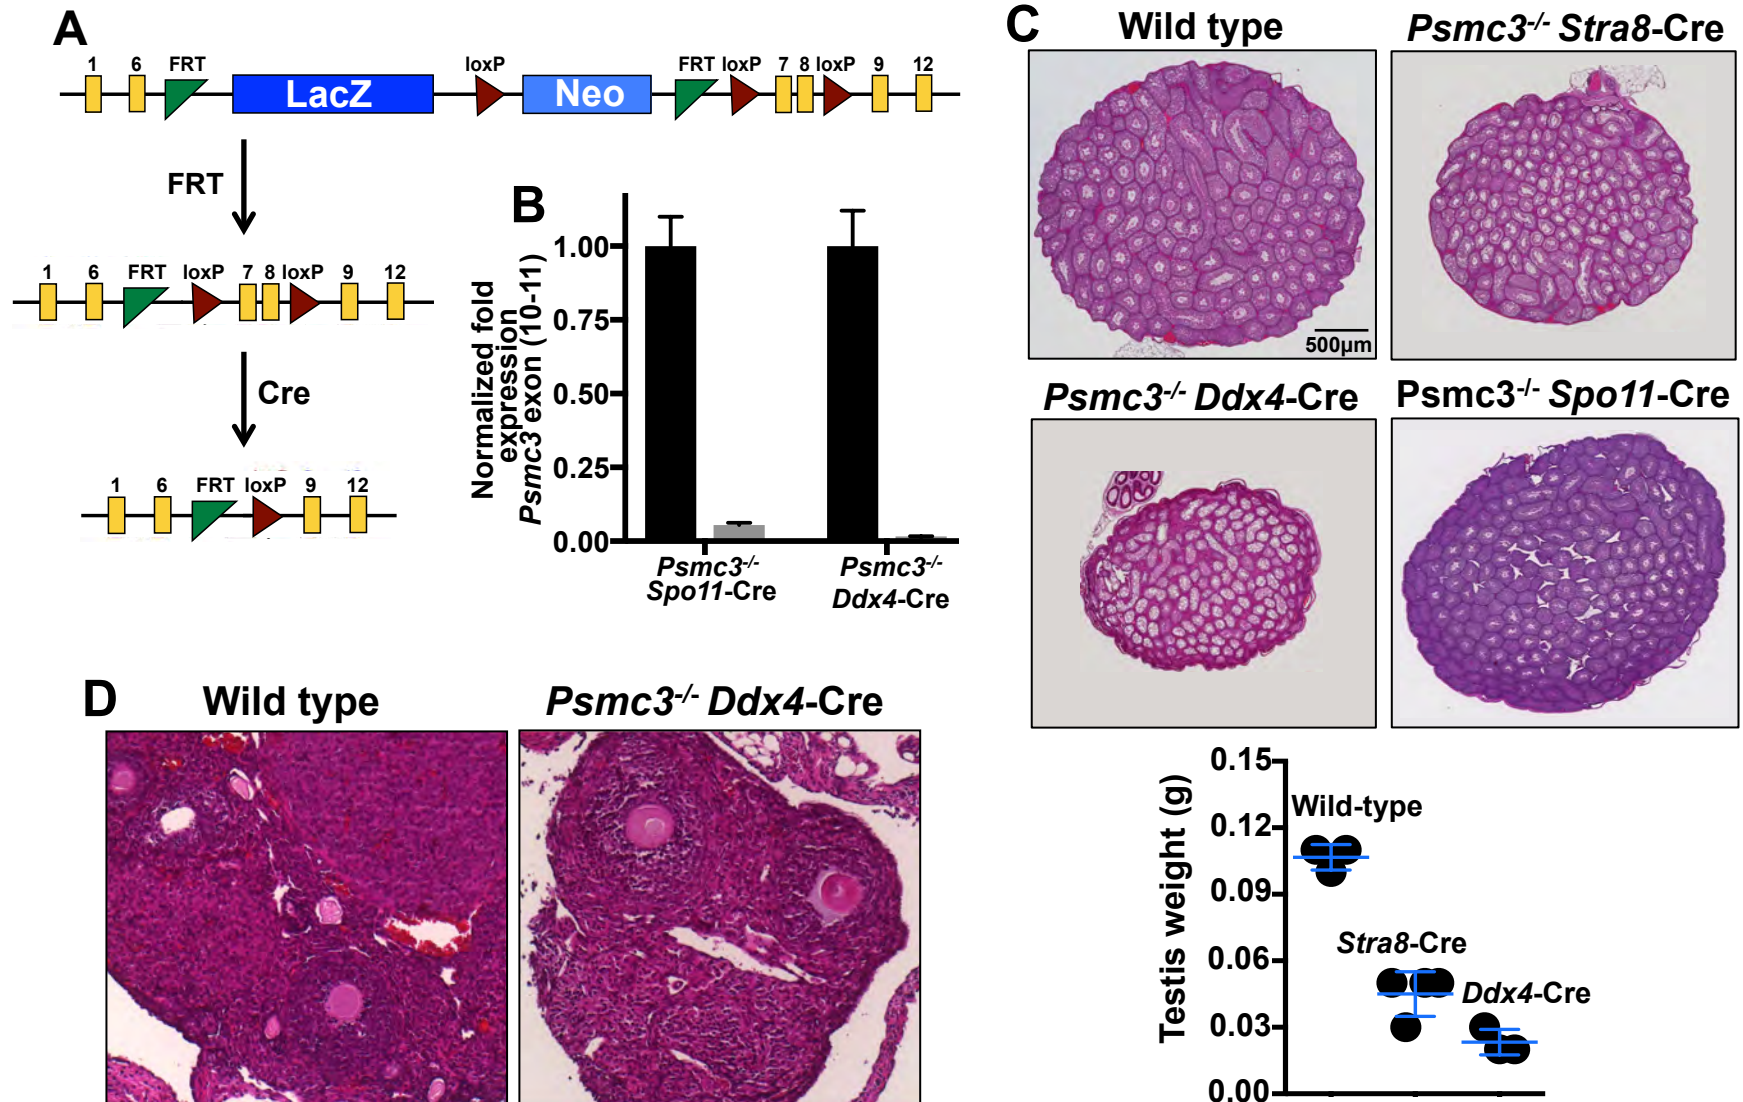 A
1 6 FRT LacZ loxP Neo FRT loxP 7 8 loxP 9 12
FRT
1 6 FRT loxP 7 8 loxP 9 12
Cre
1 6 FRT loxP 9 12
B
Normalized fold
expression
Psmc3 exon (10-11)
1.00
0.75
0.50
0.25
0.00
Psmc3-/-
Spo11-Cre
Psmc3-/-
Ddx4-Cre
C
Wild type
Psmc3-/- Stra8-Cre
500µm
Psmc3-/- Ddx4-Cre
Psmc3-/- Spo11-Cre
Testis weight (g)
0.15
0.12
0.09
0.06
0.03
0.00
Wild-type
Stra8-Cre
Ddx4-Cre
D
Wild type
Psmc3-/- Ddx4-Cre